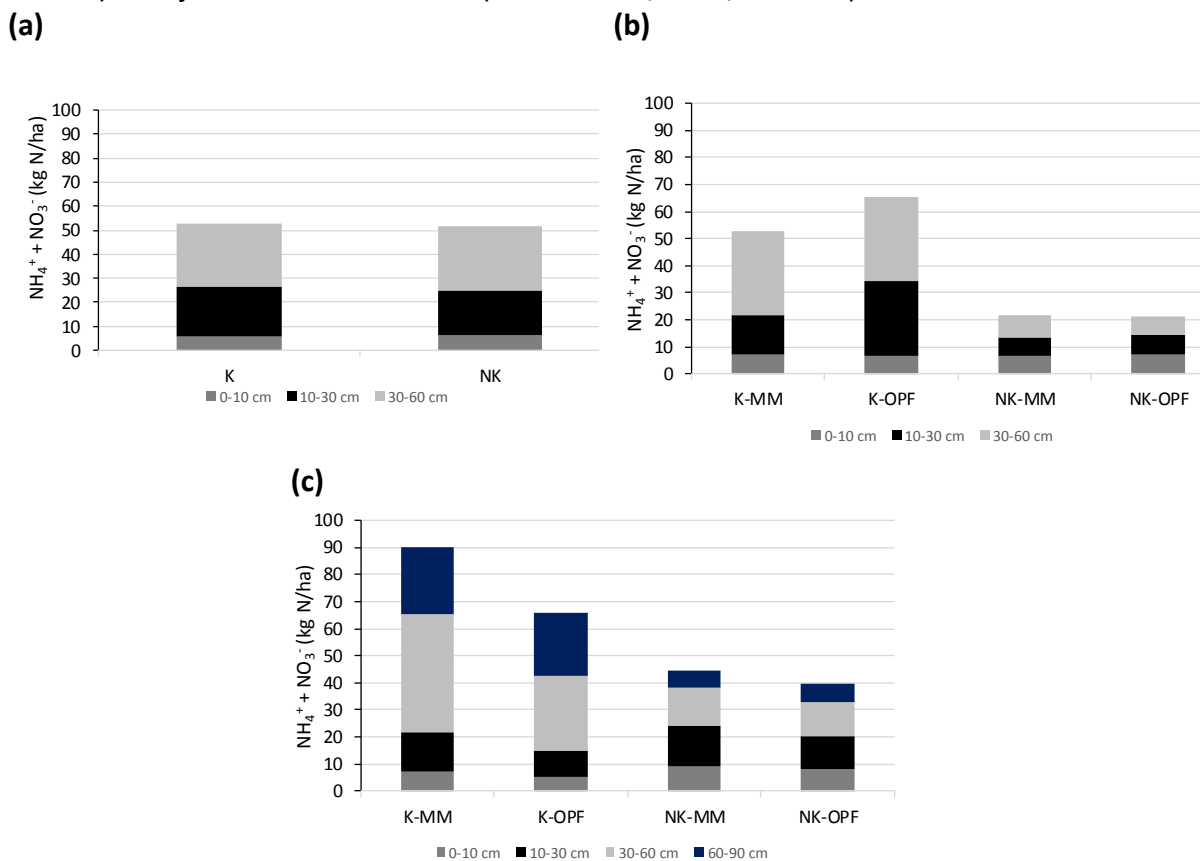 (a)
NH₄⁺ + NO₃⁻ (kg N/ha)
100
90
80
70
60
50
40
30
20
10
0
K NK
0-10 cm 10-30 cm 30-60 cm
(b)
NH₄⁺ + NO₃⁻ (kg N/ha)
100
90
80
70
60
50
40
30
20
10
0
K-MM K-OPF NK-MM NK-OPF
0-10 cm 10-30 cm 30-60 cm
(c)
NH₄⁺ + NO₃⁻ (kg N/ha)
100
90
80
70
60
50
40
30
20
10
0
K-MM K-OPF NK-MM NK-OPF
0-10 cm 10-30 cm 30-60 cm 60-90 cm